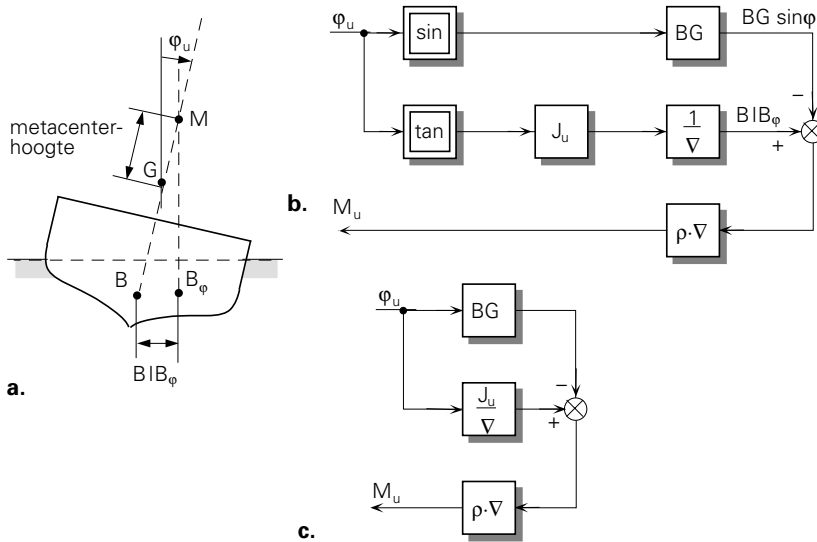 φu
metacenter-
hoogte
M
G
B
Bφ
BIBφ
a.
φu
sin
BG
BG sinφ
−
tan
Ju
1
∇
BIBφ
+
b.
Mu
ρ·∇
φu
BG
−
Ju
∇
+
Mu
ρ·∇
c.